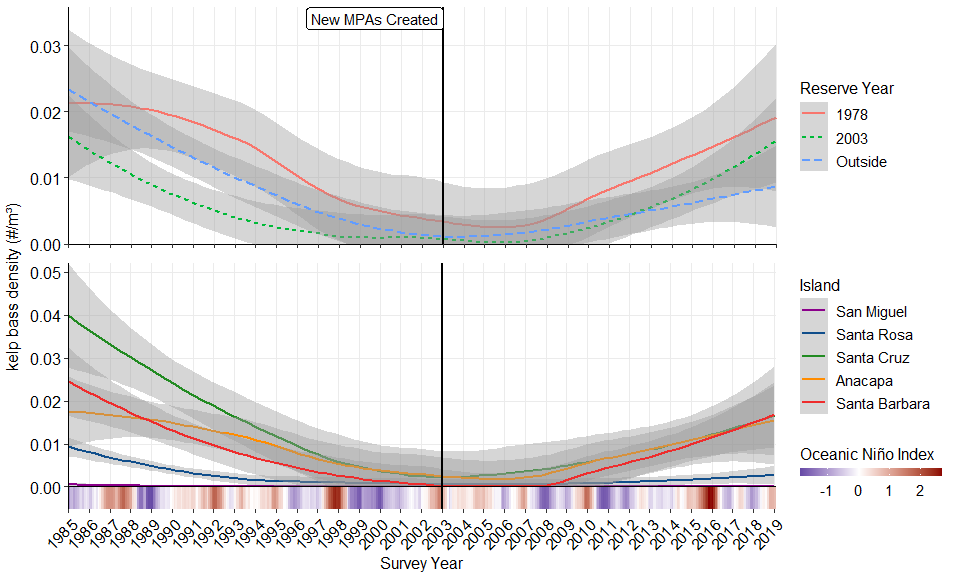 New MPAs Created
0.03
0.02
0.01
0.00
kelp bass density (#/m³)
Reserve Year
1978
2003
Outside
0.05
0.04
0.03
0.02
0.01
0.00
Island
San Miguel
Santa Rosa
Santa Cruz
Anacapa
Santa Barbara
Oceanic Niño Index
-1 0 1 2
1985 1986 1987 1988 1989 1990 1991 1992 1993 1994 1995 1996 1997 1998 1999 2000 2001 2002 2003 2004 2005 2006 2007 2008 2009 2010 2011 2012 2013 2014 2015 2016 2017 2018 2019
Survey Year